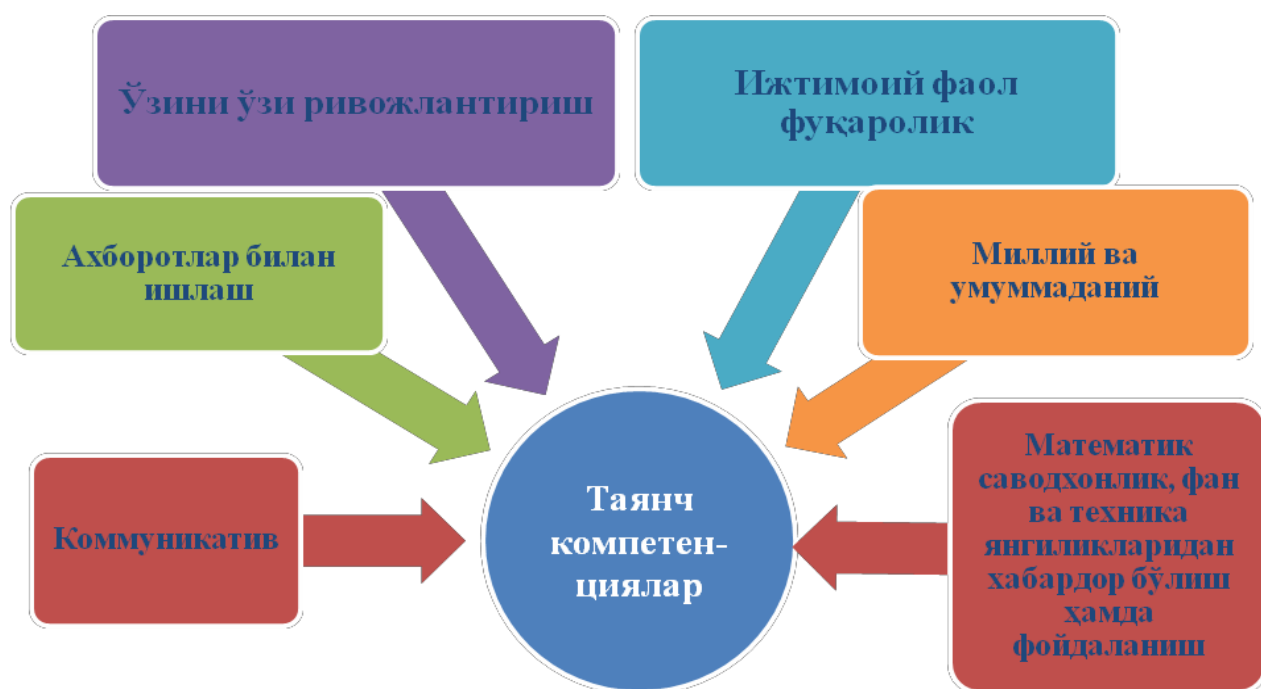 Ўзини ўзи ривожлантириш
Ижтимоий фаол
фуқаролик
Ахборотлар билан
ишлаш
Миллий ва
умуммаданий
Коммуникатив
Таянч
компетен-
циялар
Математик
саводхонлик, фан
ва техника
янгиликларидан
хабардор бўлиш
ҳамда
фойдаланиш